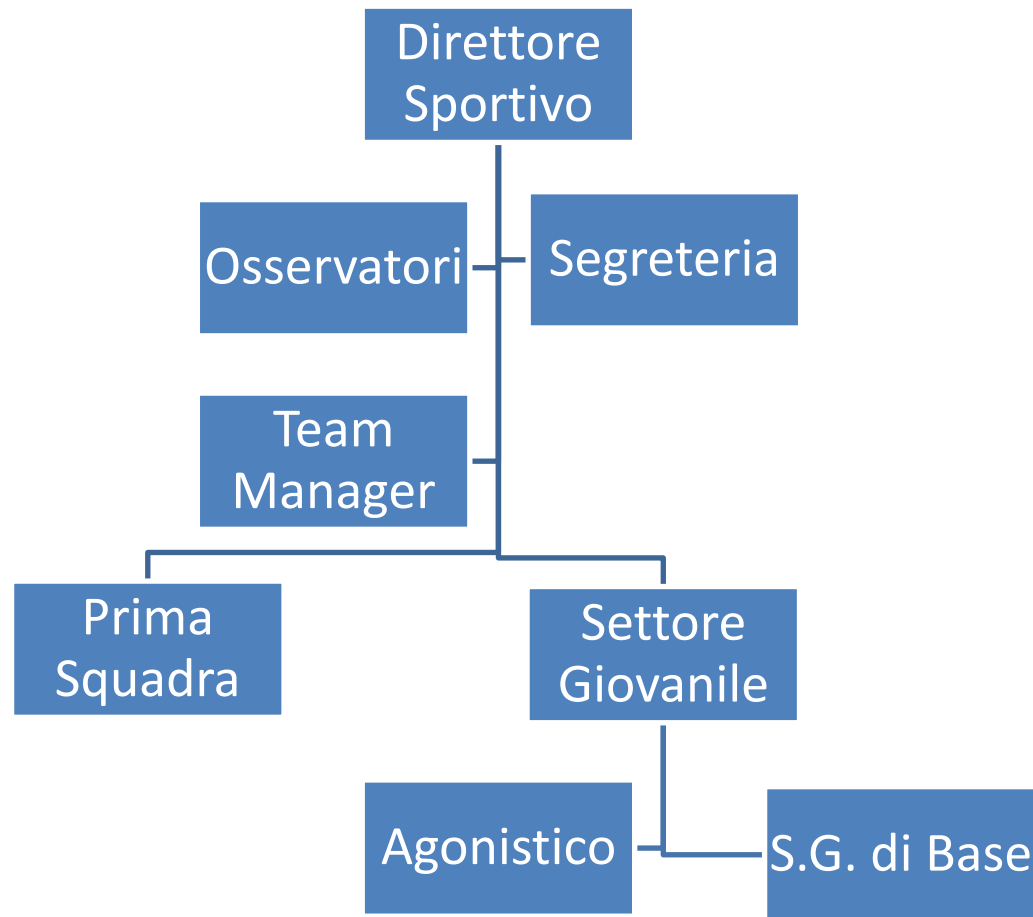 Direttore
Sportivo
Osservatori
Segreteria
Team
Manager
Prima
Squadra
Settore
Giovanile
Agonistico
S.G. di Base